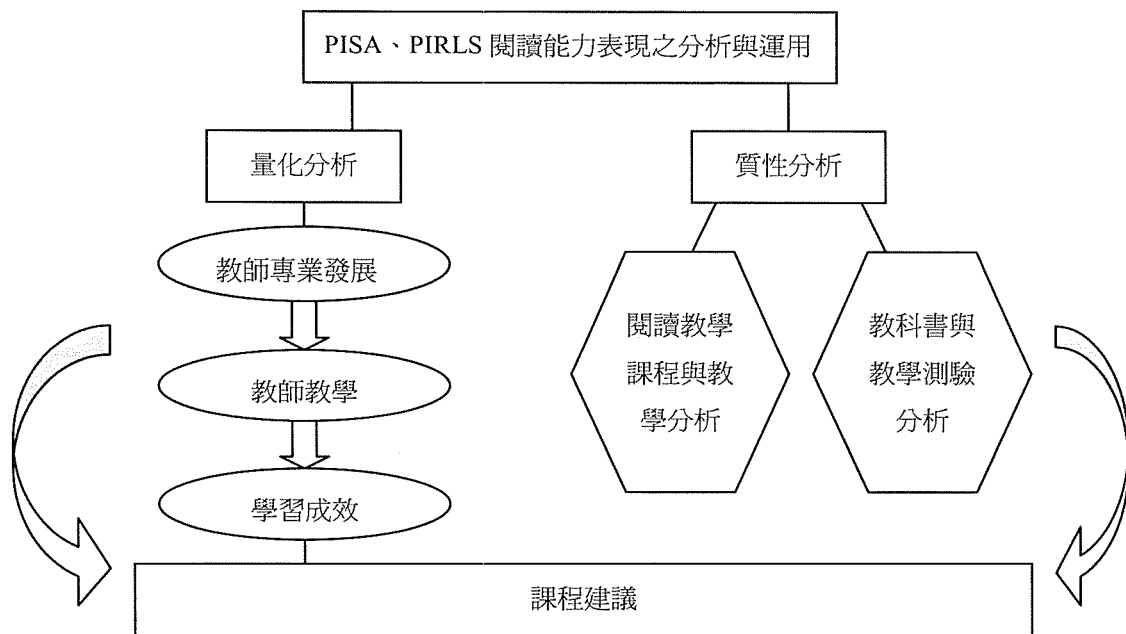 PISA、PIRLS 閱讀能力表現之分析與運用
量化分析
質性分析
教師專業發展
教師教學
學習成效
閱讀教學
課程與教
學分析
教科書與
教學測驗
分析
課程建議